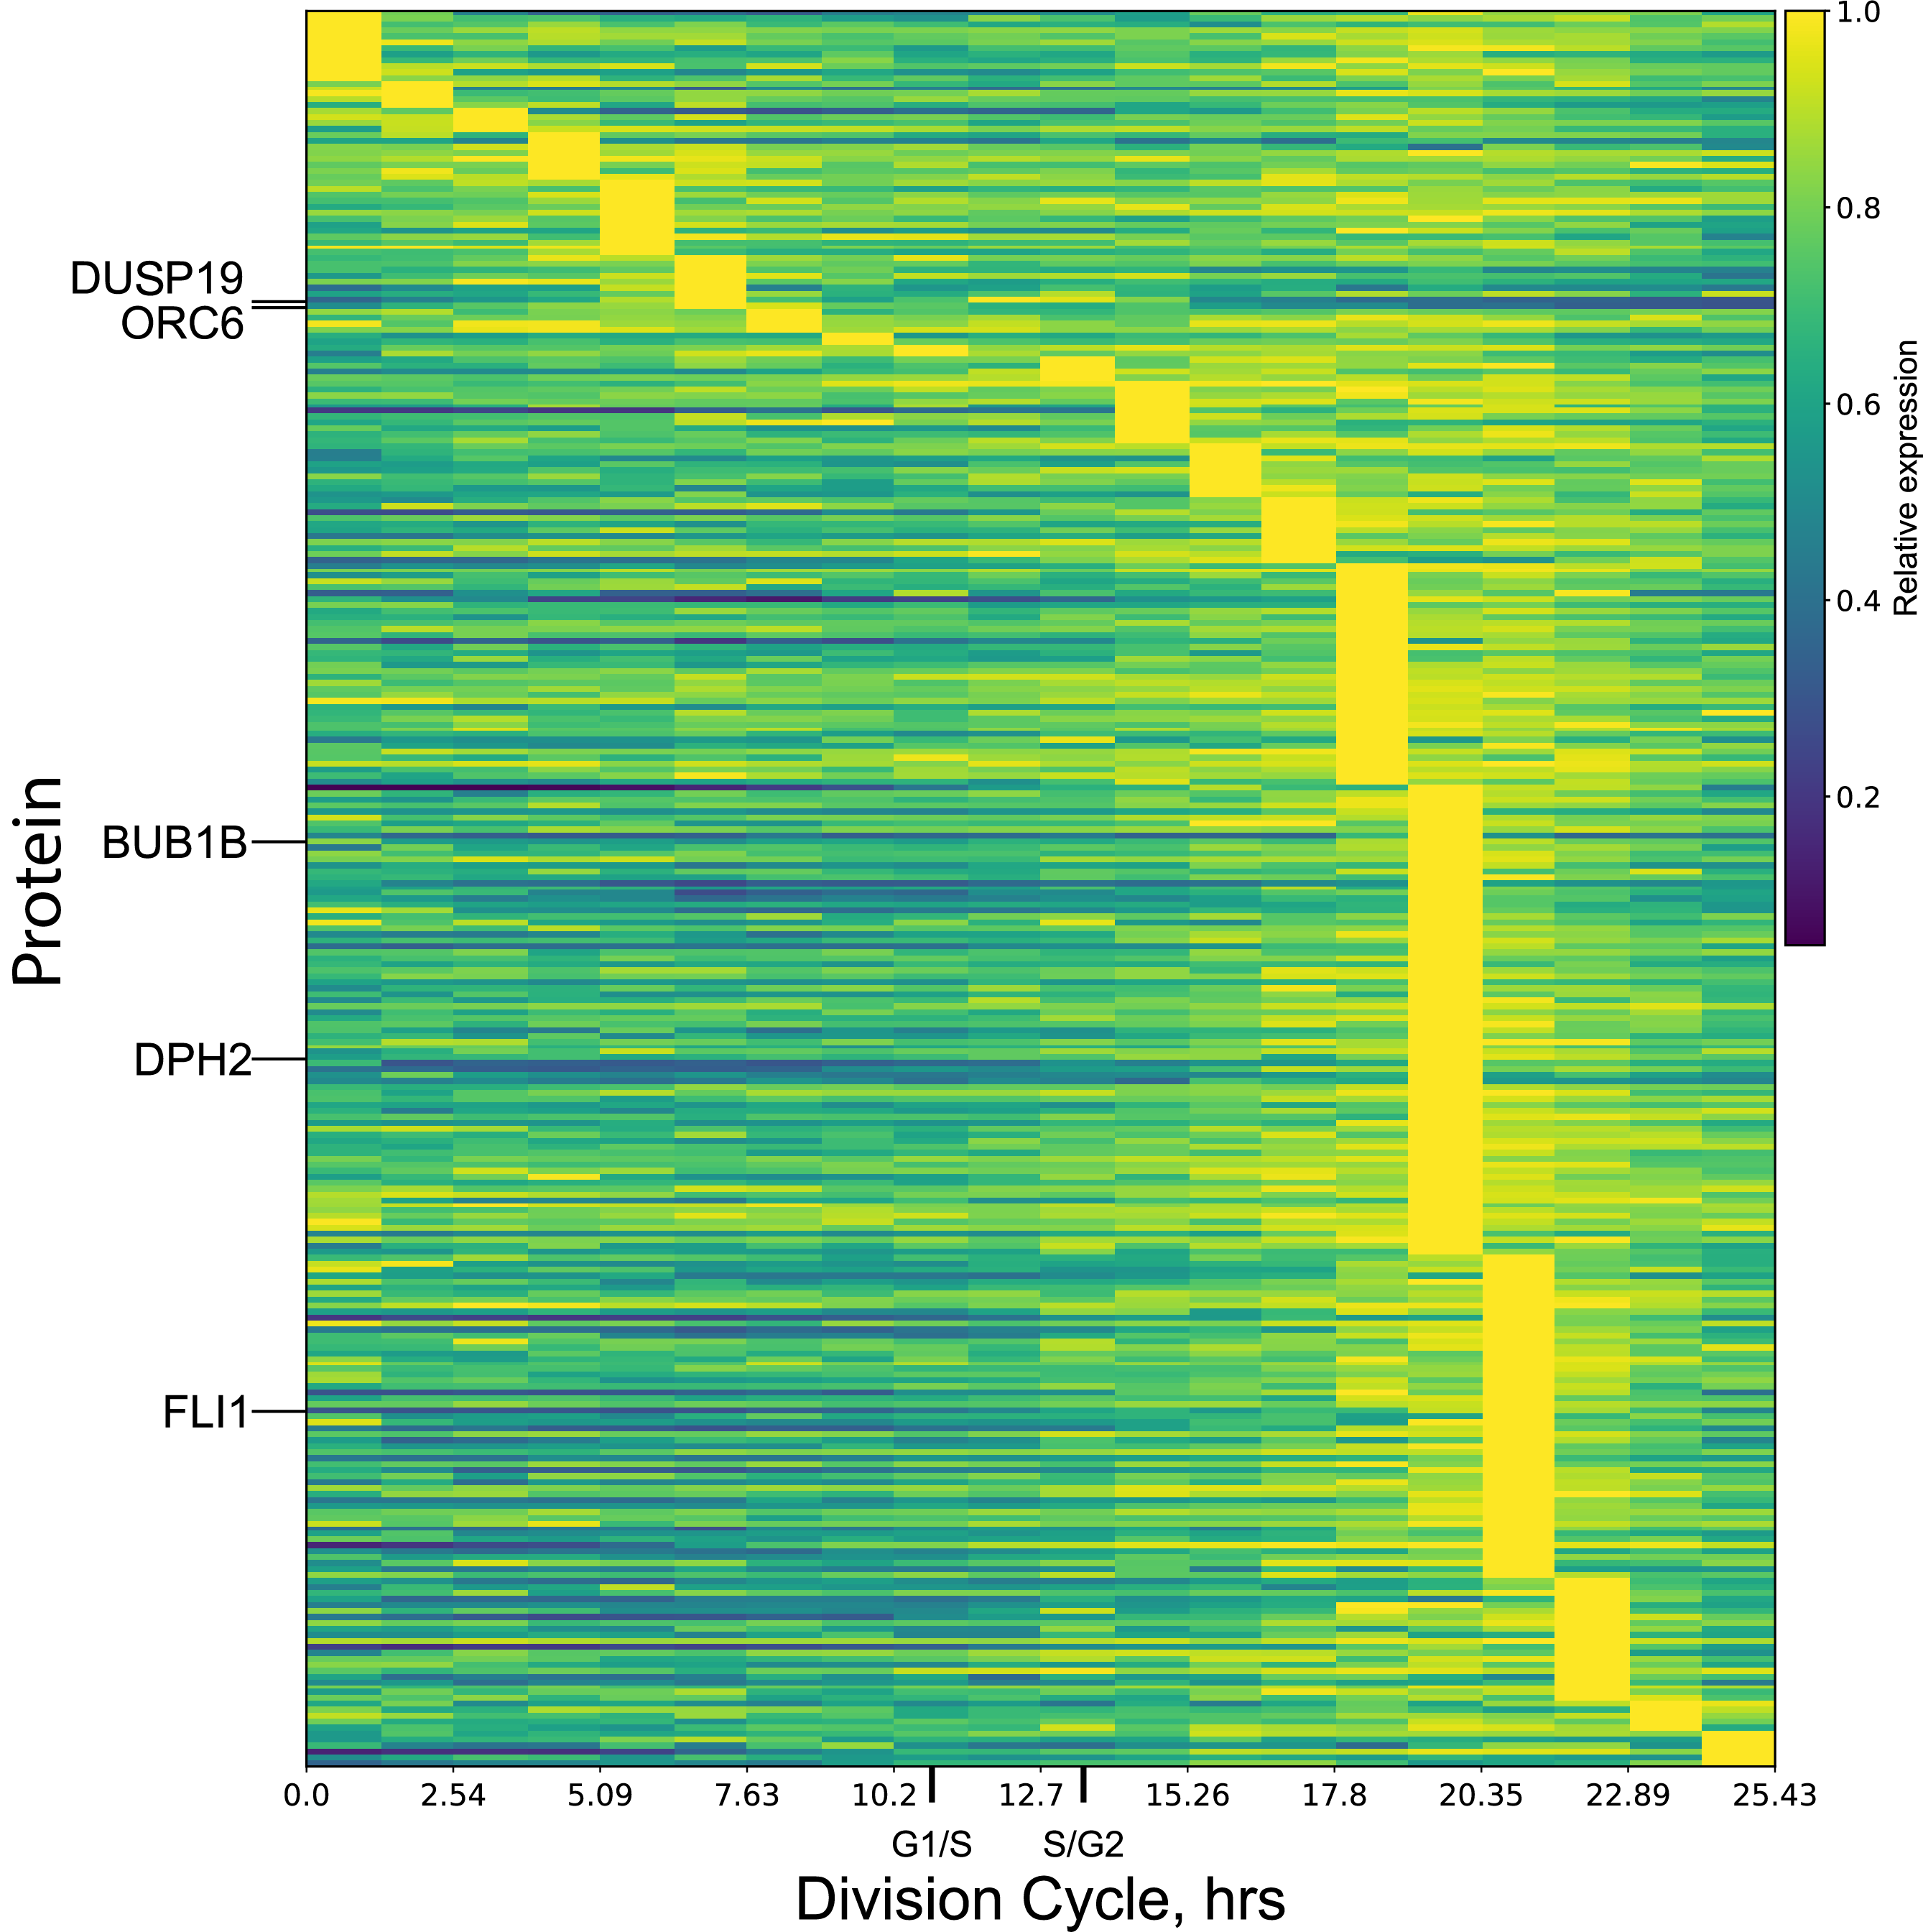 1.0
0.8
0.6
0.4
0.2
Relative expression
DUSP19
ORC6
BUB1B
DPH2
FLI1
Protein
0.0 2.54 5.09 7.63 10.2 12.7 15.26 17.8 20.35 22.89 25.43
G1/S S/G2
Division Cycle, hrs